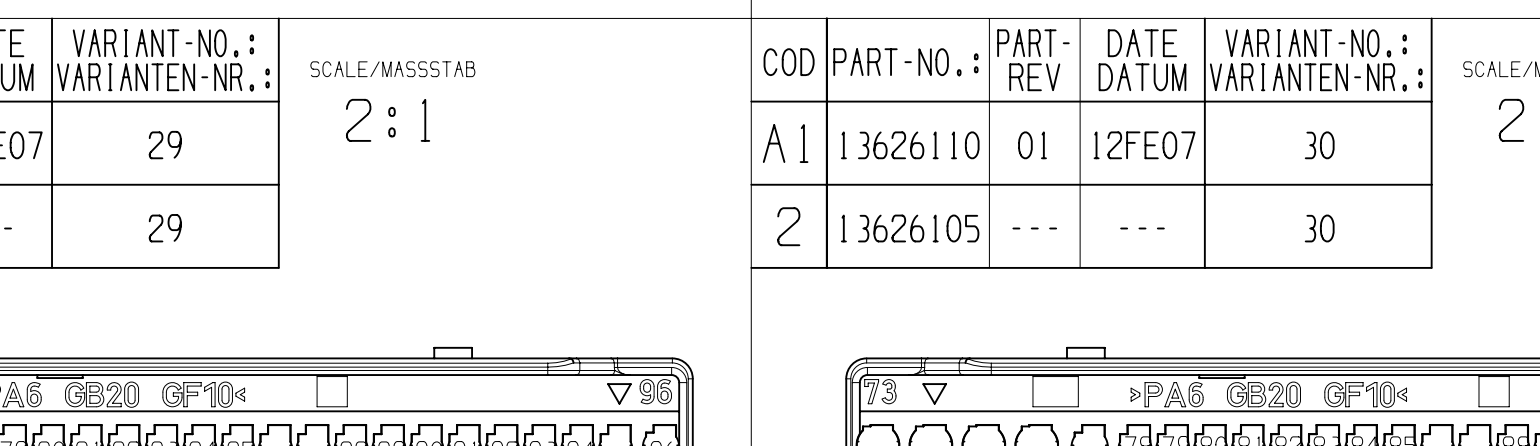 TE
UM
VARIANT-NO.:
VARIANTEN-NR.:
SCALE/MASSSTAB
2:1
E07 29
- 29
COD PART-NO.: PART-
REV DATE
DATUM VARIANT-NO.:
VARIANTEN-NR.:
SCALE/M
2
A1 13626110 01 12FE07 30
2 13626105 --- --- 30
PA6 GB20 GF10< 96
73 >PA6 GB20 GF10<